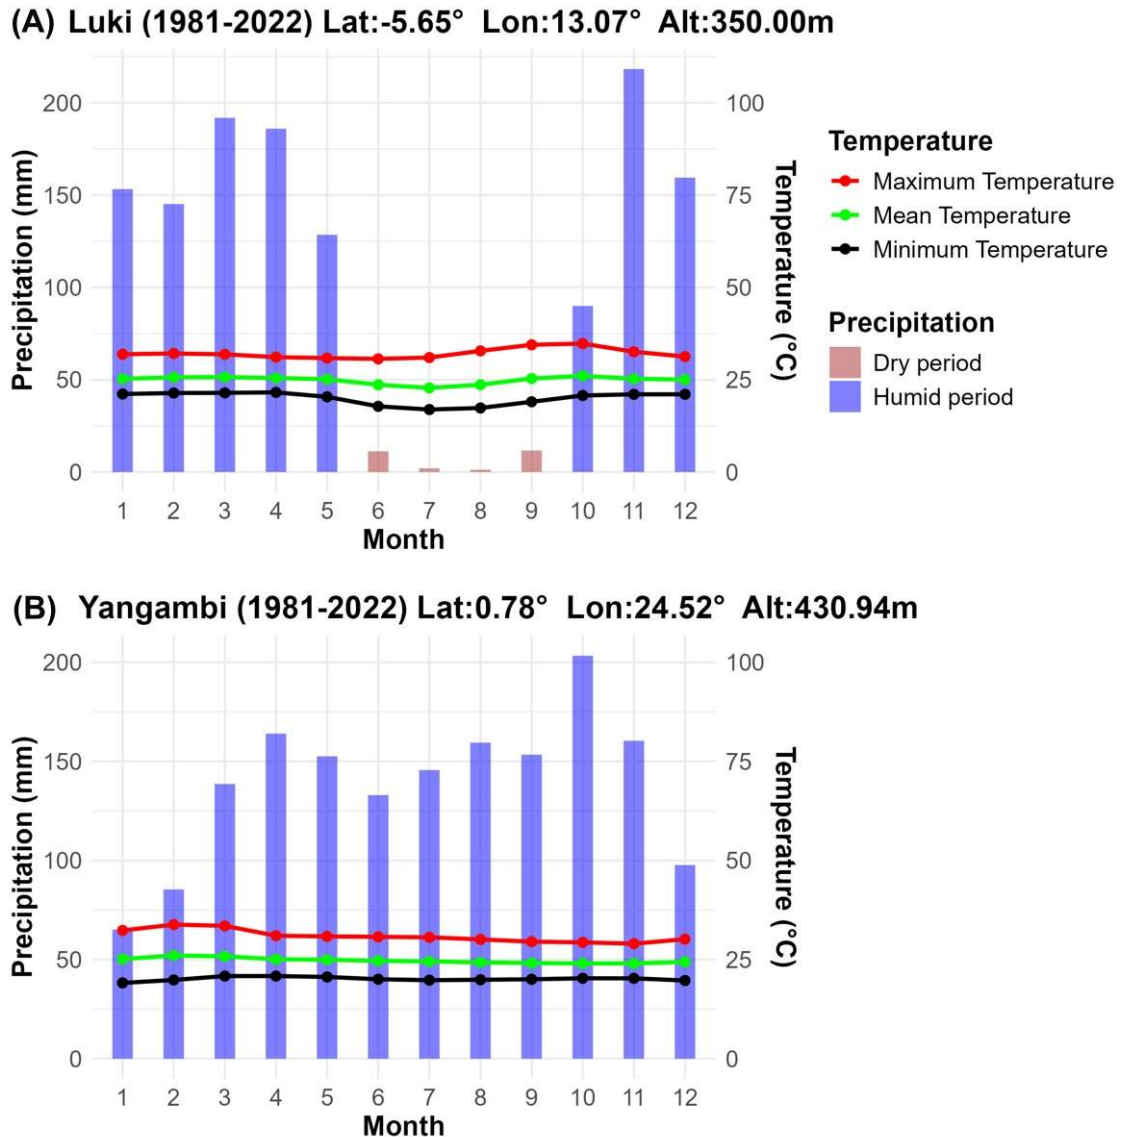 (A) Luki (1981-2022) Lat:-5.65° Lon:13.07° Alt:350.00m
Precipitation (mm)
200
150
100
50
0
100
75
50
25
0
Temperature (°C)
1 2 3 4 5 6 7 8 9 10 11 12
Month
Temperature
Maximum Temperature
Mean Temperature
Minimum Temperature
Precipitation
Dry period
Humid period
(B) Yangambi (1981-2022) Lat:0.78° Lon:24.52° Alt:430.94m
Precipitation (mm)
200
150
100
50
0
100
75
50
25
0
Temperature (°C)
1 2 3 4 5 6 7 8 9 10 11 12
Month